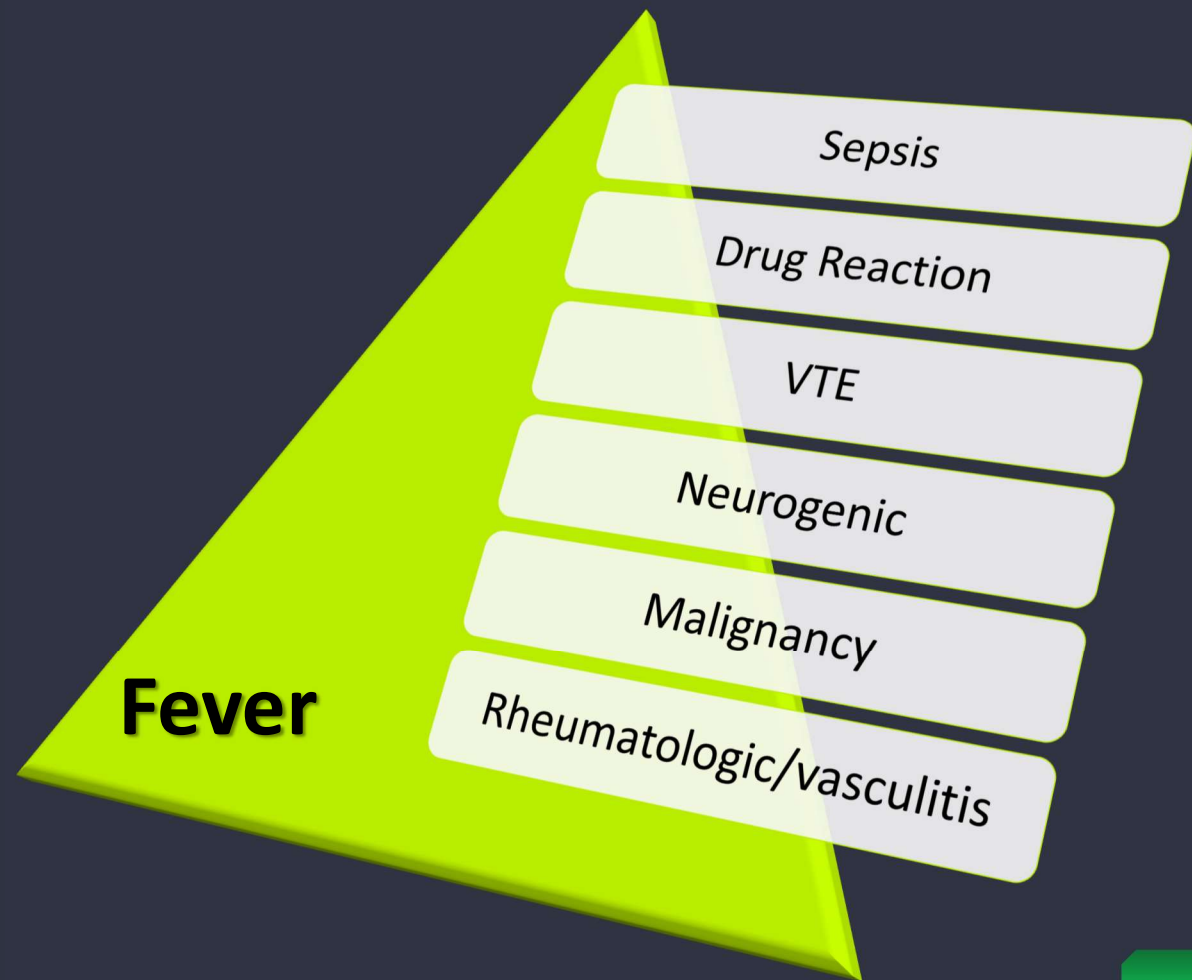 Sepsis
Drug Reaction
VTE
Neurogenic
Malignancy
Rheumatologic/vasculitis
Fever